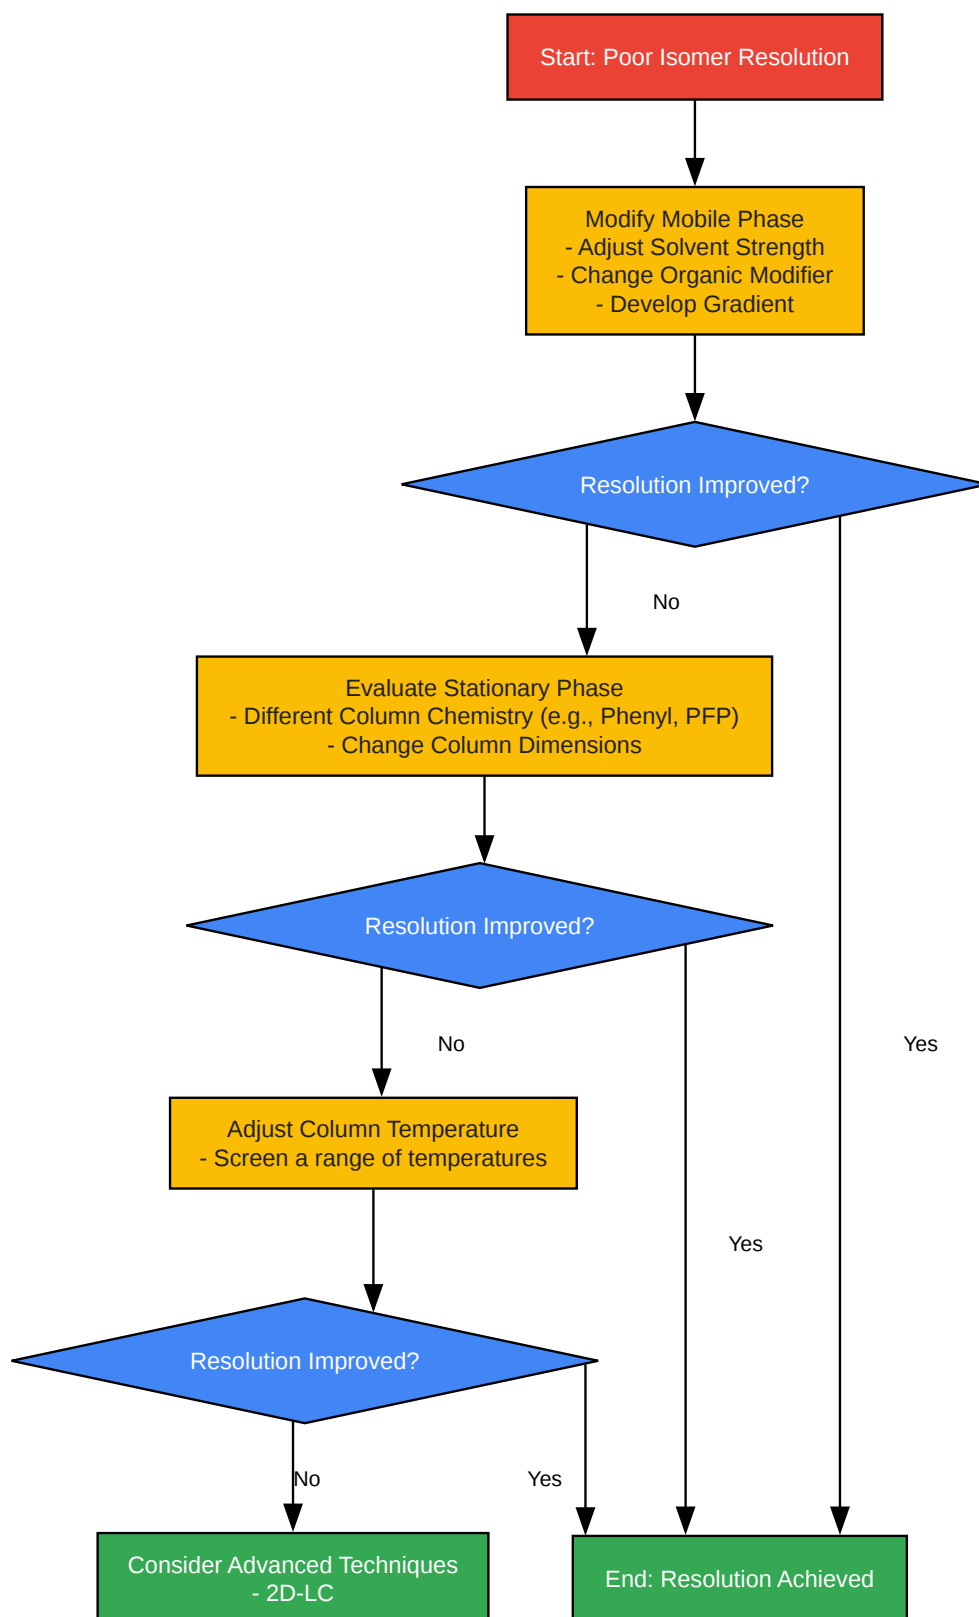 Start: Poor Isomer Resolution
Modify Mobile Phase
- Adjust Solvent Strength
- Change Organic Modifier
- Develop Gradient
Resolution Improved?
No
Evaluate Stationary Phase
- Different Column Chemistry (e.g., Phenyl, PFP)
- Change Column Dimensions
Resolution Improved?
No
Yes
Adjust Column Temperature
- Screen a range of temperatures
Yes
Resolution Improved?
No
Yes
Consider Advanced Techniques
- 2D-LC
End: Resolution Achieved